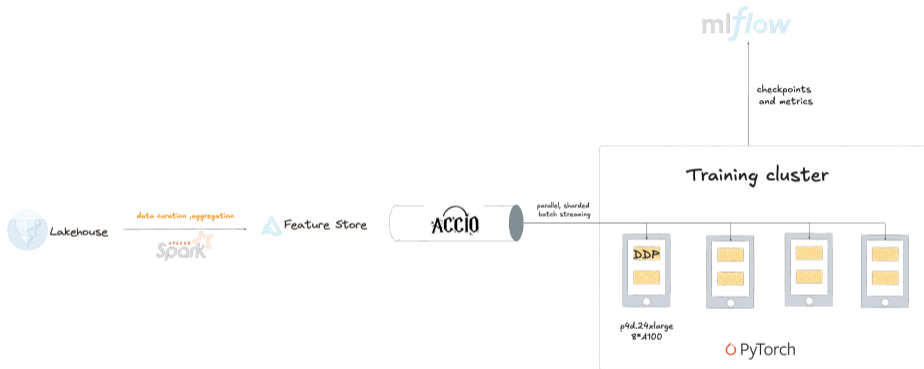 mlflow
checkpoints
and metrics
Training cluster
data curation ,aggregation
Lakehouse
APACHE
Spark
Feature Store
ACCIO
parallel, sharded
batch streaming
DDP
p4d.24xlarge
8*A100
PyTorch